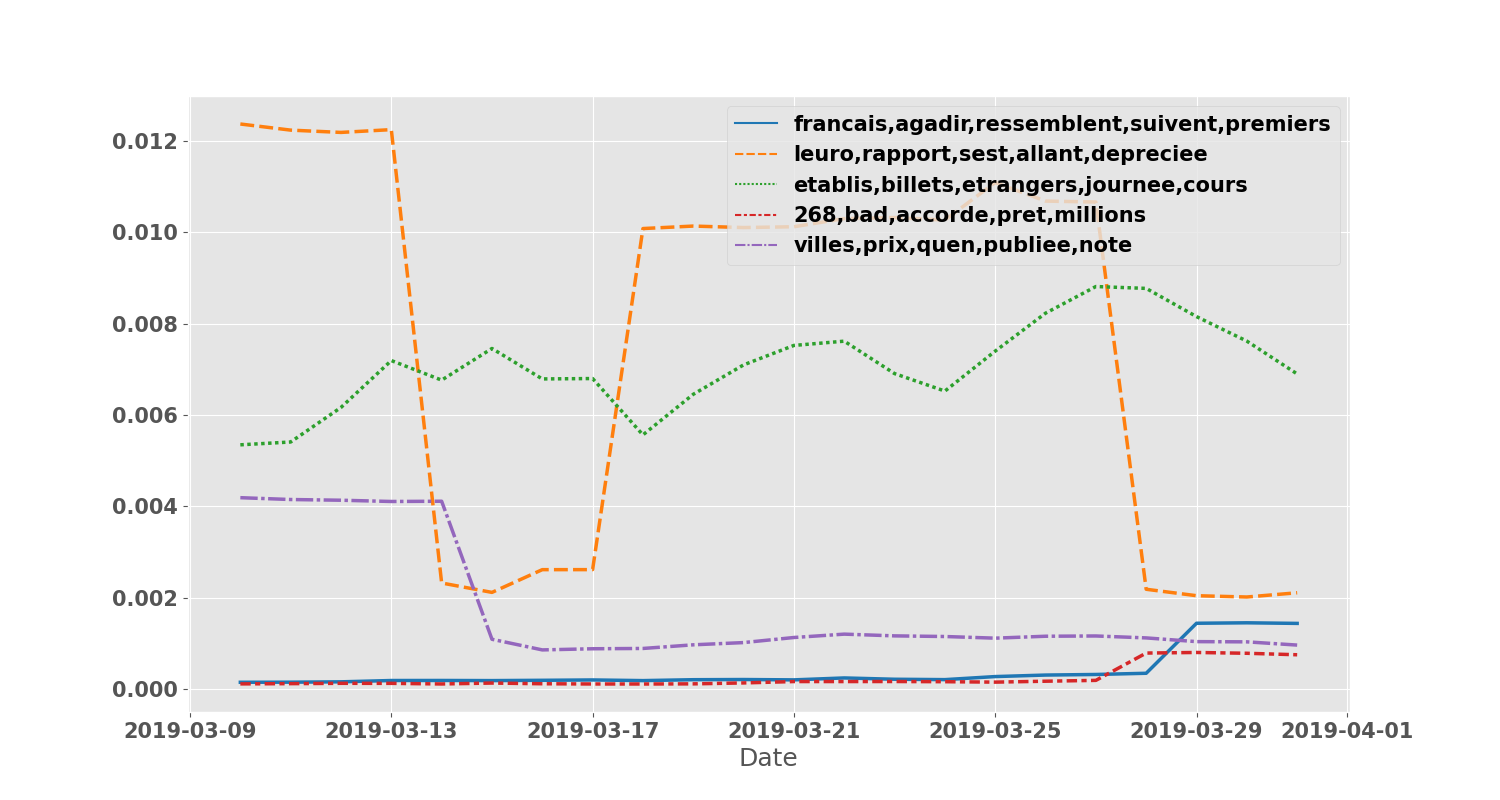 0.012
0.010
0.008
0.006
0.004
0.002
0.000
francais,agadir,ressemblent,suivent,premiers
leuro,rapport,sest,allant,depreciee
etablis,billets,etrangers,journee,cours
268,bad,accorde,pret,millions
villes,prix,quen,publiee,note
2019-03-09 2019-03-13 2019-03-17 2019-03-21 2019-03-25 2019-03-29 2019-04-01
Date